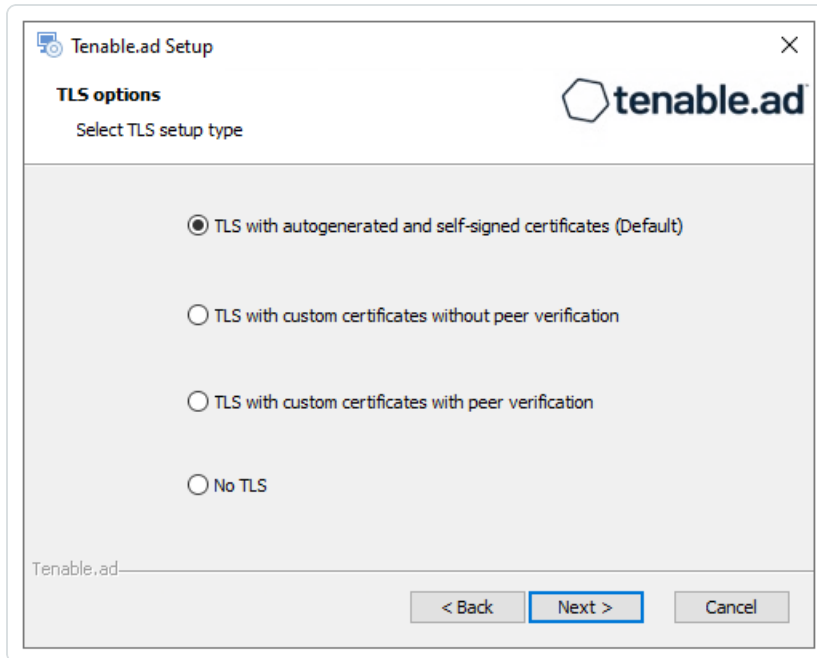 Tenable.ad Setup
TLS options
Select TLS setup type
tenable.ad
TLS with autogenerated and self-signed certificates (Default)
TLS with custom certificates without peer verification
TLS with custom certificates with peer verification
No TLS
Tenable.ad
< Back Next > Cancel